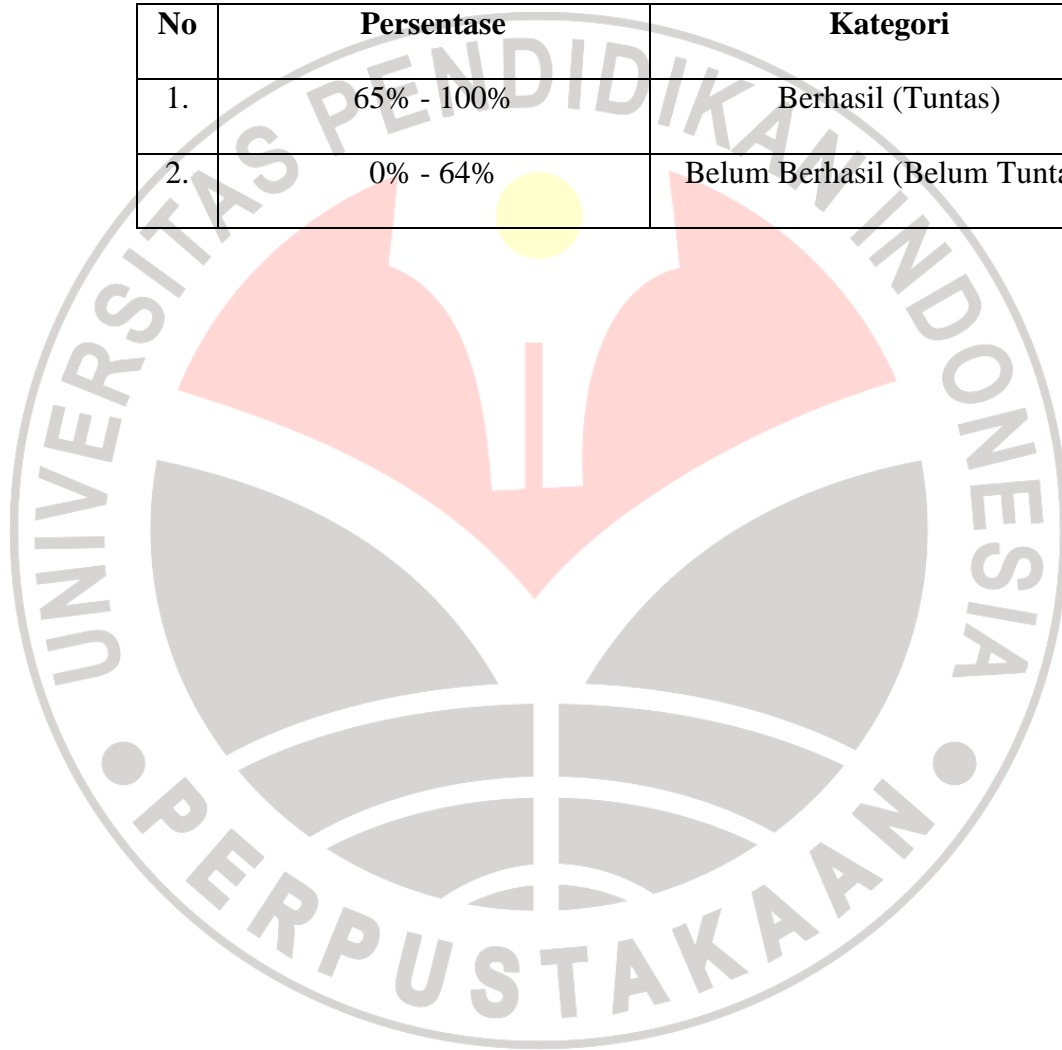 No Persentase Kategori
1. 65% - 100% Berhasil (Tuntas)
2. 0% - 64% Belum Berhasil (Belum
UNIVERSITAS PENDIDIKAN INDONESIA
PERPUSTAKAAN